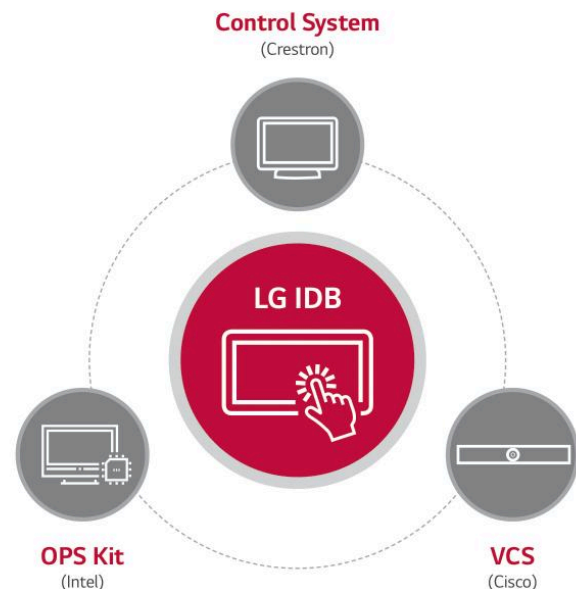 Control System
(Crestron)
LG IDB
OPS Kit
(Intel)
VCS
(Cisco)